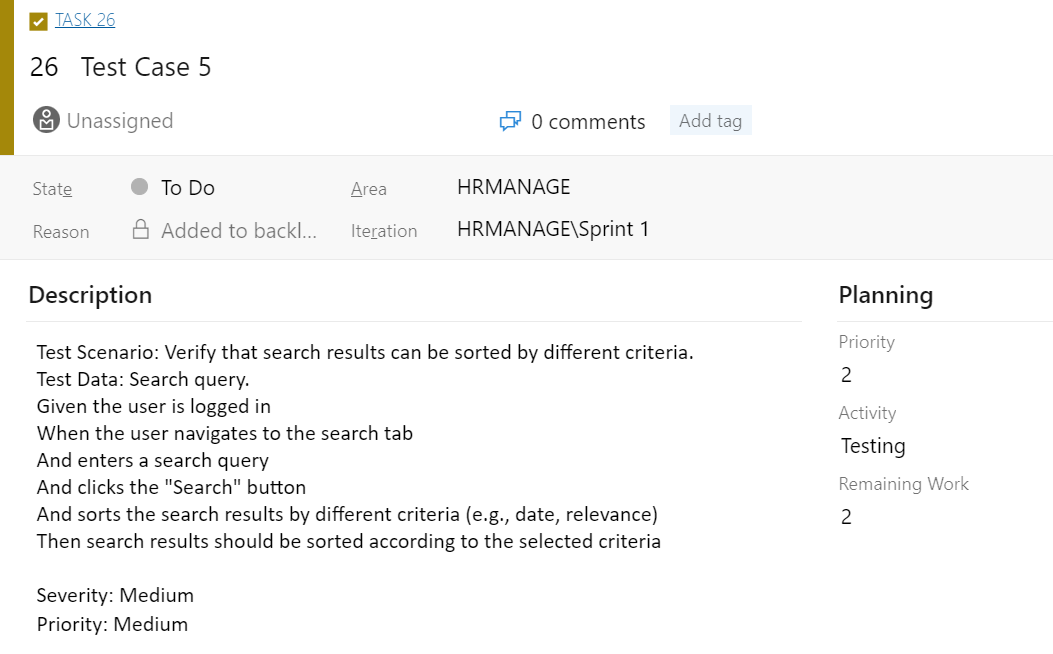 TASK 26
26 Test Case 5
Unassigned
0 comments
Add tag
State
To Do
Area
HRMANAGE
Reason
Added to backl...
Iteration
HRMANAGE\Sprint 1
Description
Test Scenario: Verify that search results can be sorted by different criteria.
Test Data: Search query.
Given the user is logged in
When the user navigates to the search tab
And enters a search query
And clicks the "Search" button
And sorts the search results by different criteria (e.g., date, relevance)
Then search results should be sorted according to the selected criteria
Severity: Medium
Priority: Medium
Planning
Priority
2
Activity
Testing
Remaining Work
2